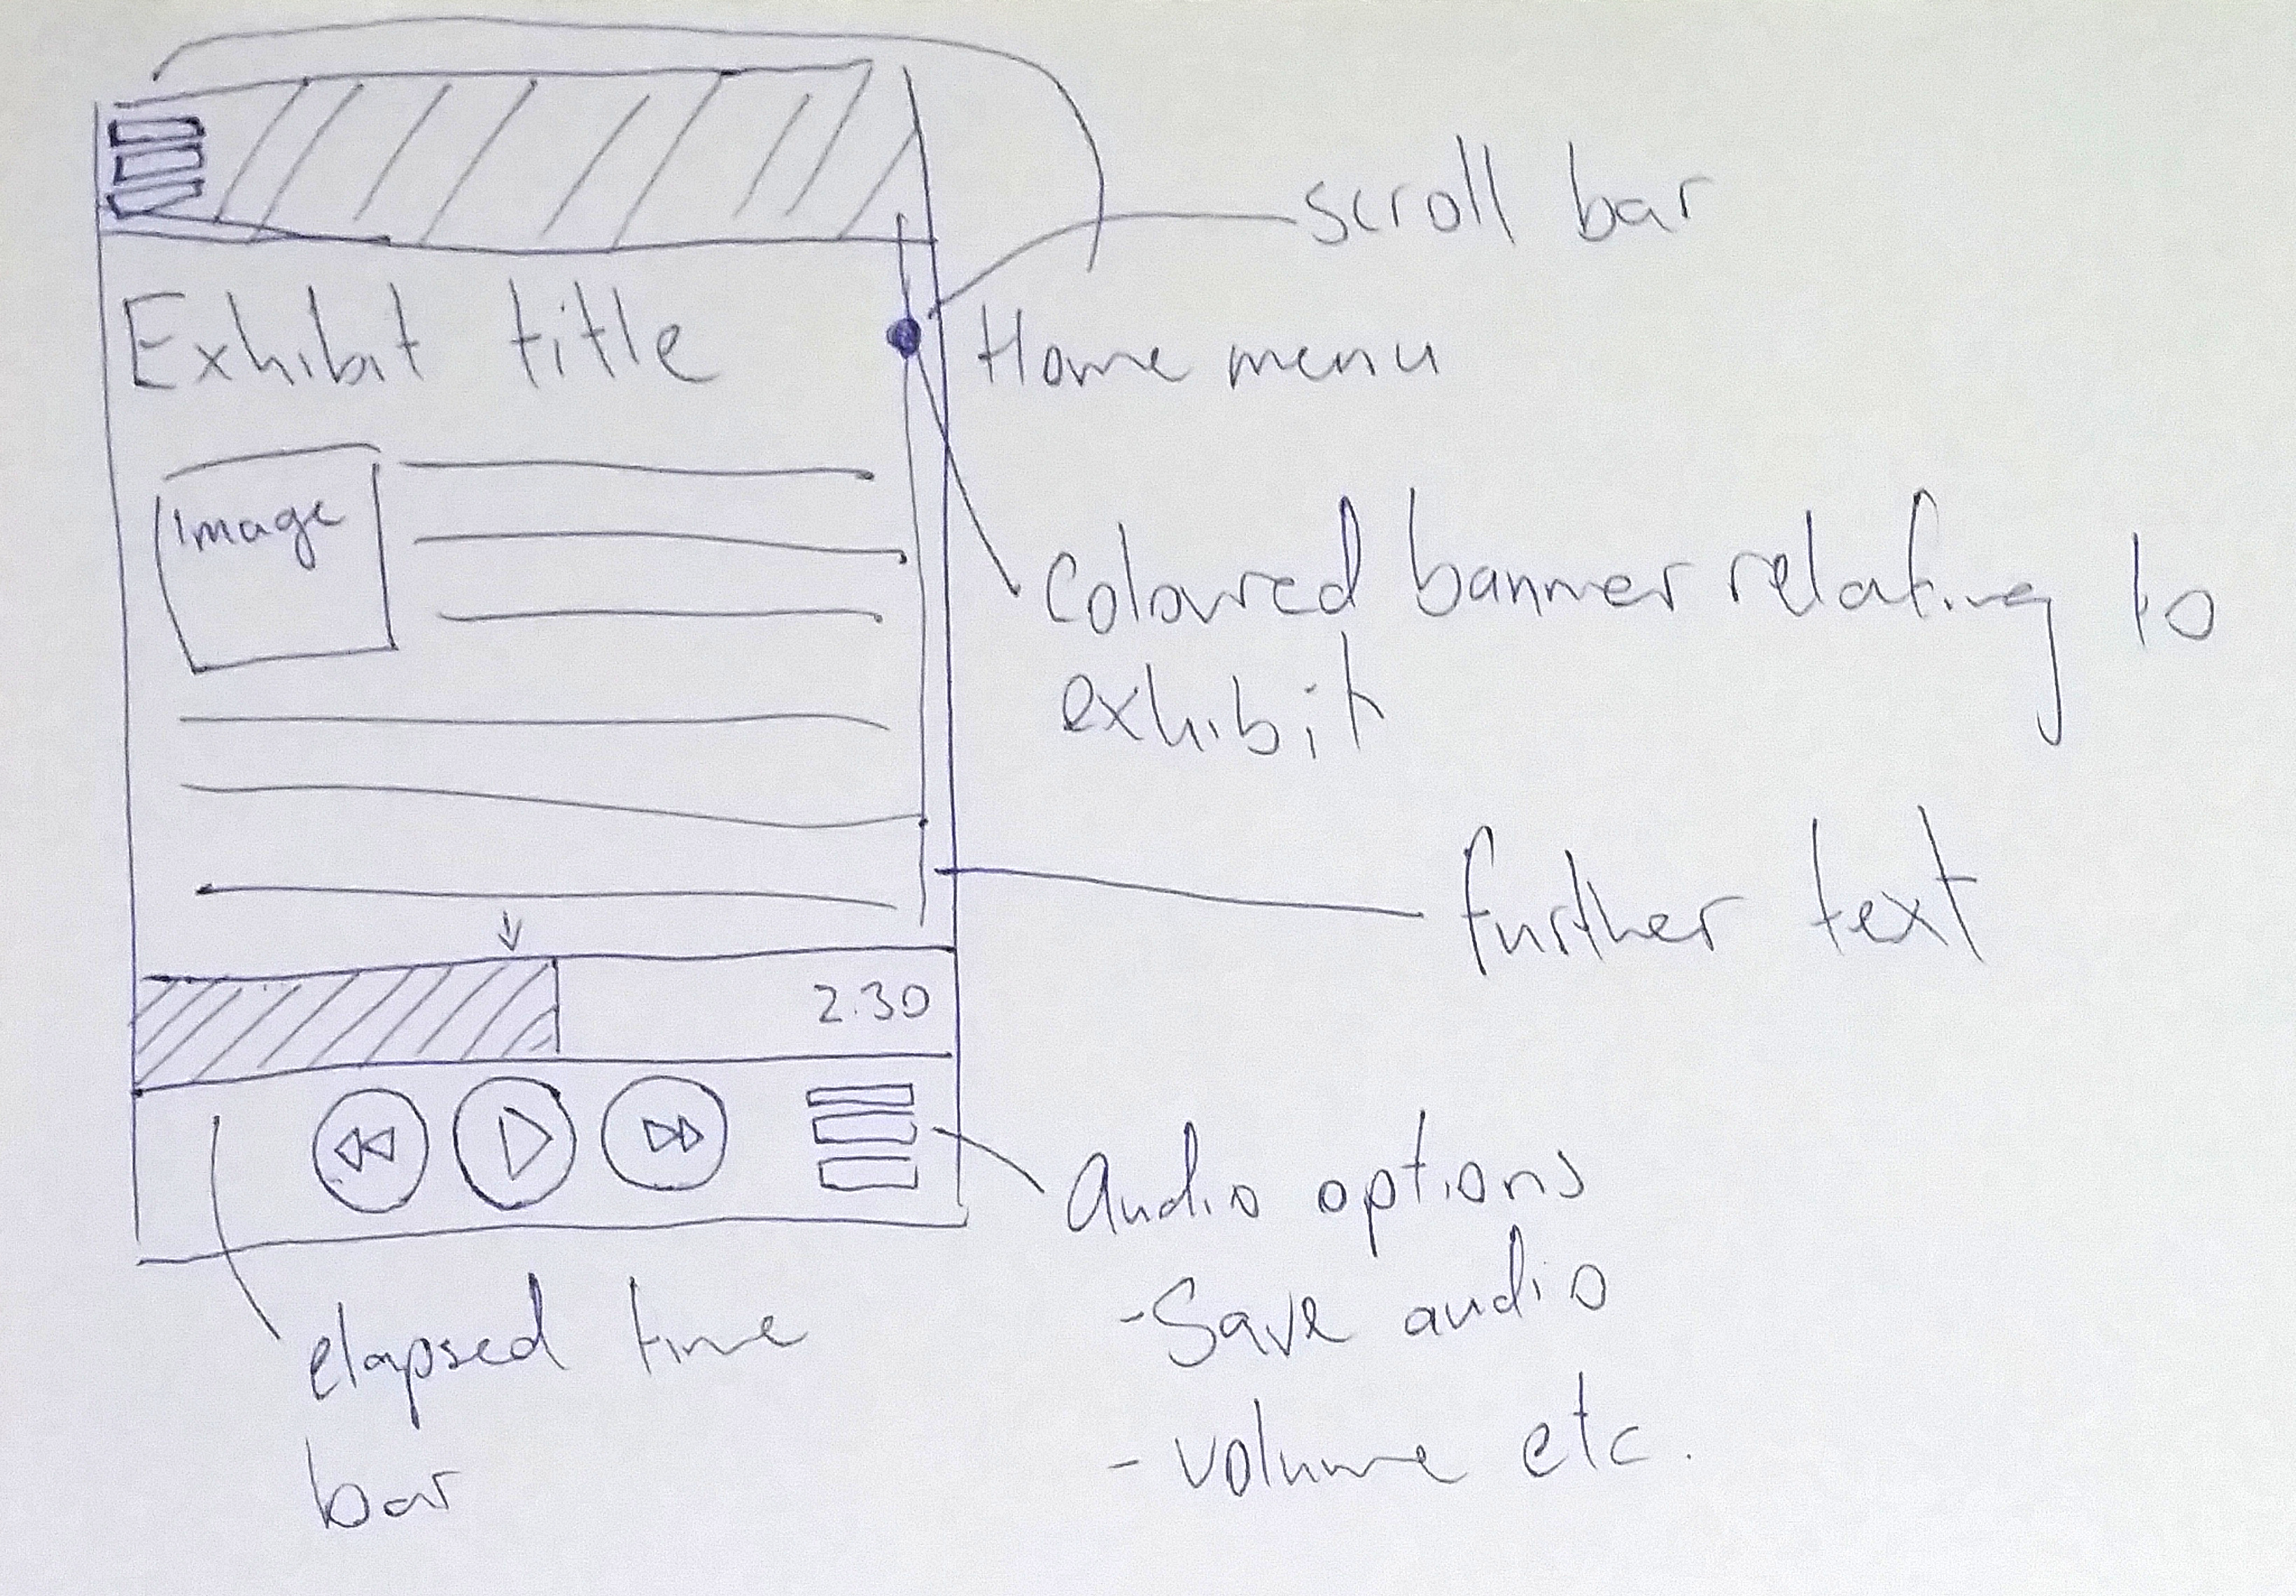 scroll bar
Exhibit title
Home menu
Image
Coloured banner relating to
exhibit
further text
2.30
Audio options
- Save audio
- volume etc.
elapsed time
bar